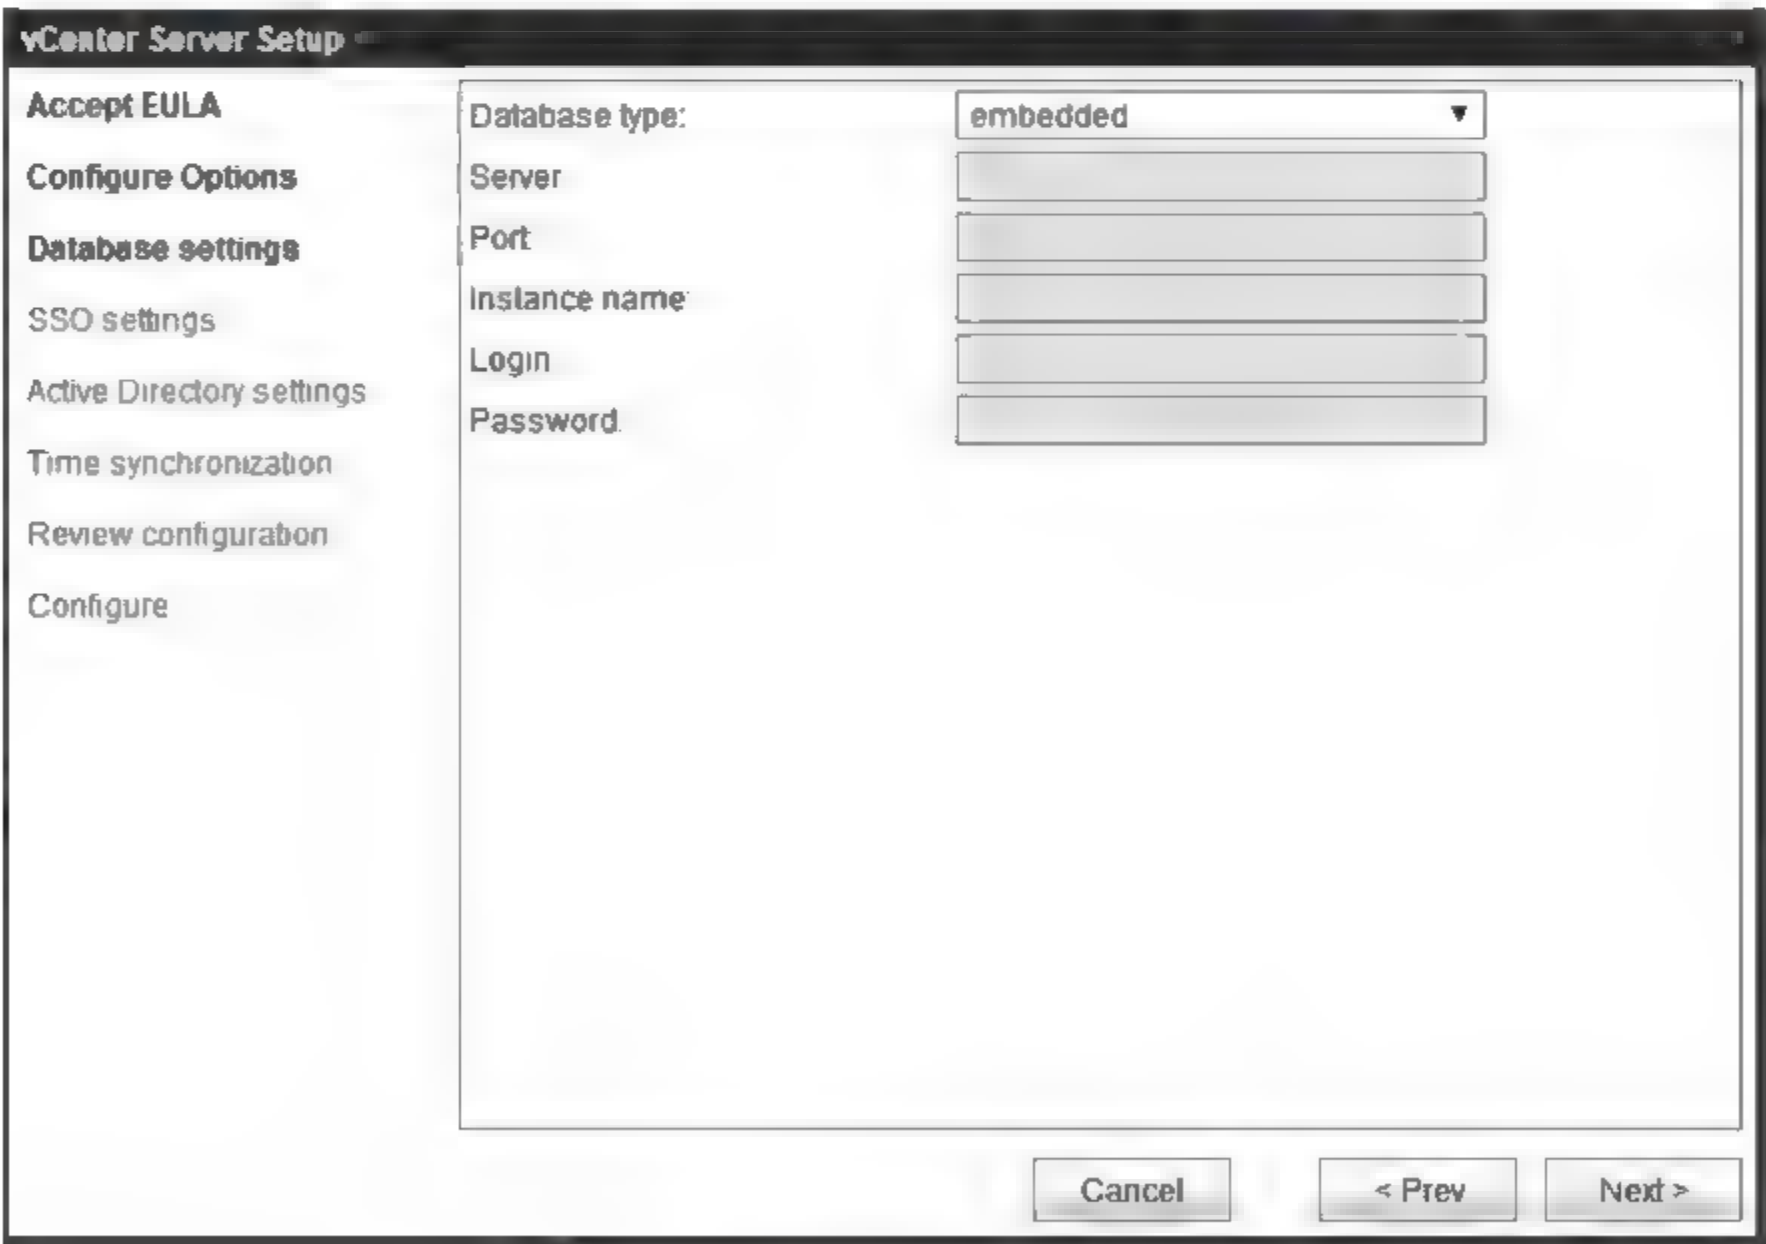 vCenter Server Setup
Accept EULA
Configure Options
Database settings
SSO settings
Active Directory settings
Time synchronization
Review configuration
Configure
Database type:
embedded
Server
Port
Instance name
Login
Password
Cancel
< Prev
Next >